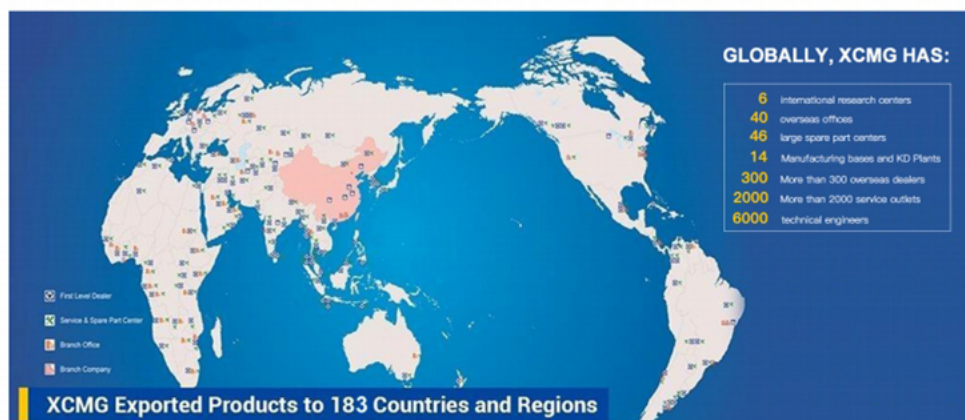 GLOBALLY, XCMG HAS:
6 International research centers
40 overseas offices
46 large spare part centers
14 Manufacturing bases and KD Plants
300 More than 300 overseas dealers
2000 More than 2000 service outlets
6000 technical engineers
First Level Dealer
Service & Spare Part Center
Branch Office
Branch Company
XCMG Exported Products to 183 Countries and Regions